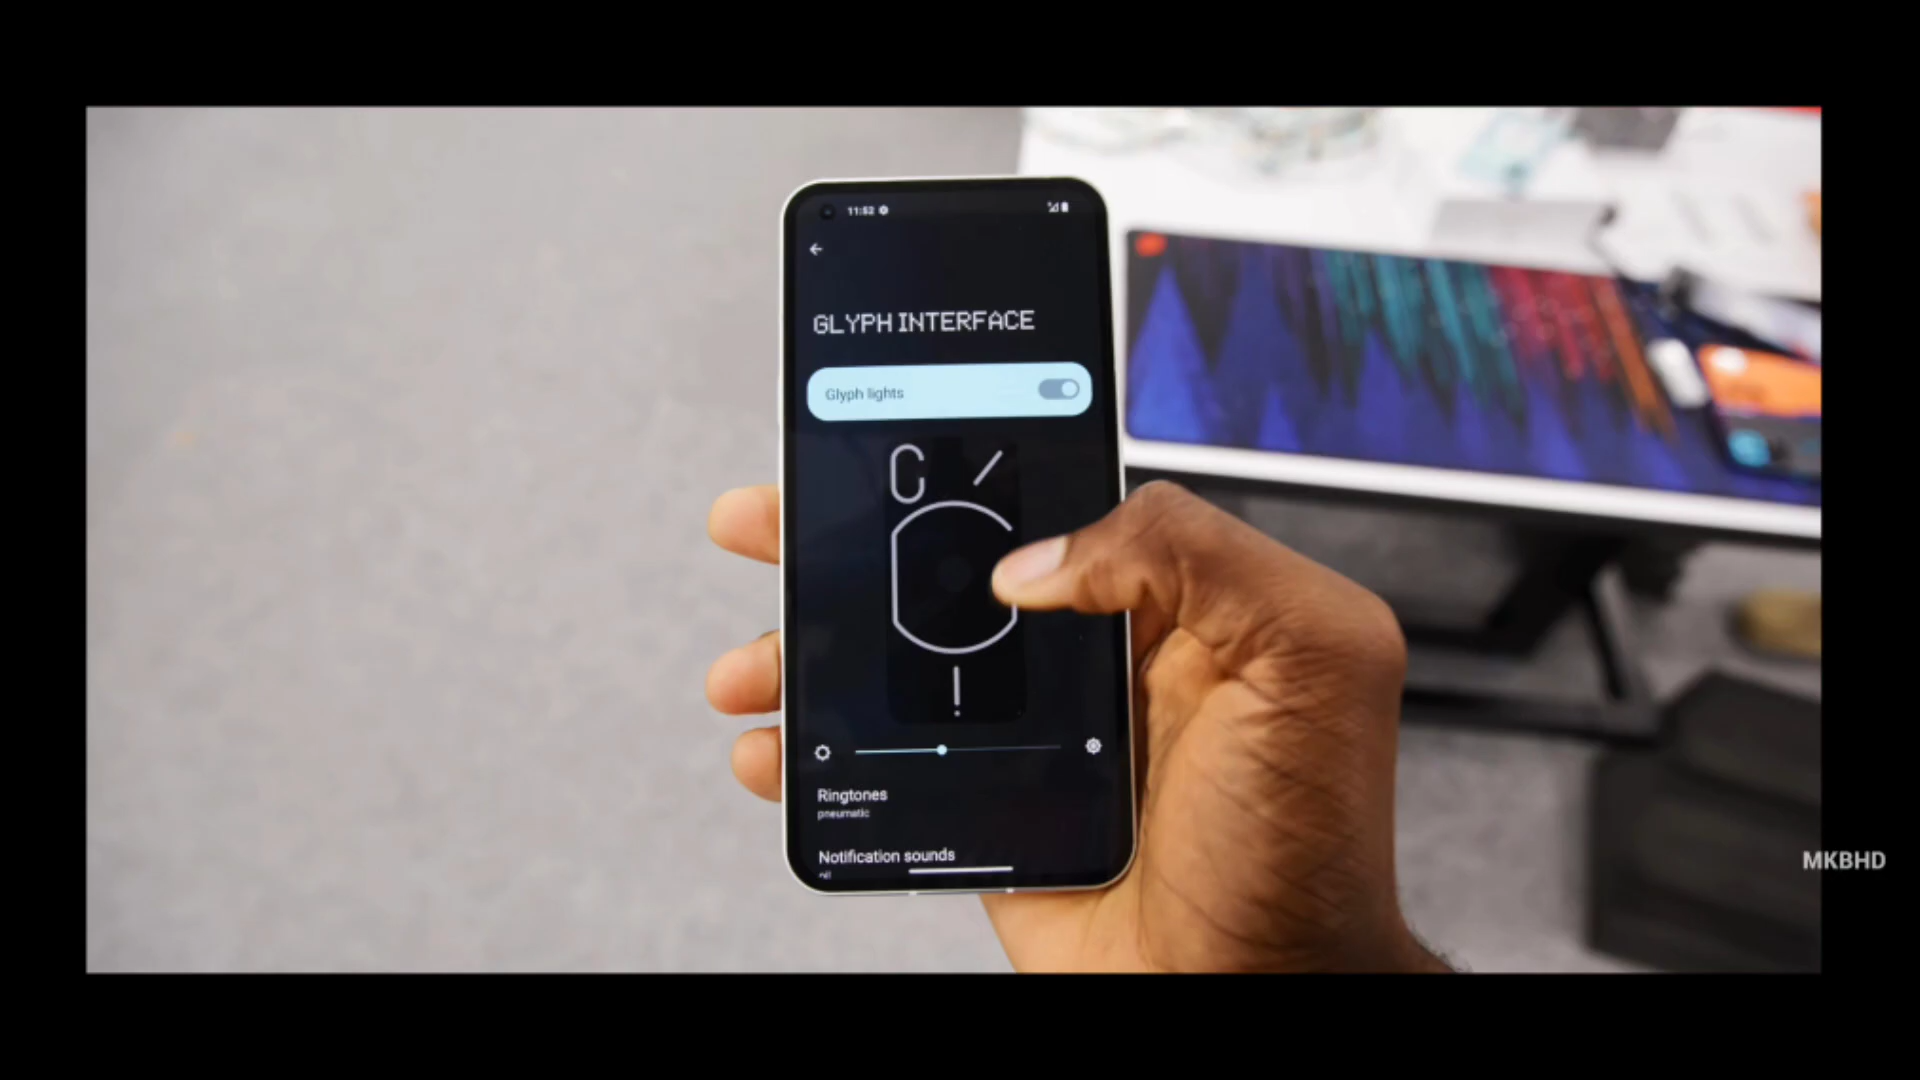 11:52
GLYPH INTERFACE
Glyph lights
Ringtones
pneumatic
Notification sounds
MKBHD